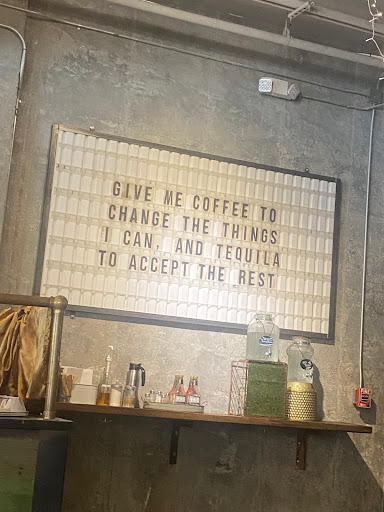 GIVE ME COFFEE TO
CHANGE THE THINGS
I CAN, AND TEQUILA
TO ACCEPT THE REST